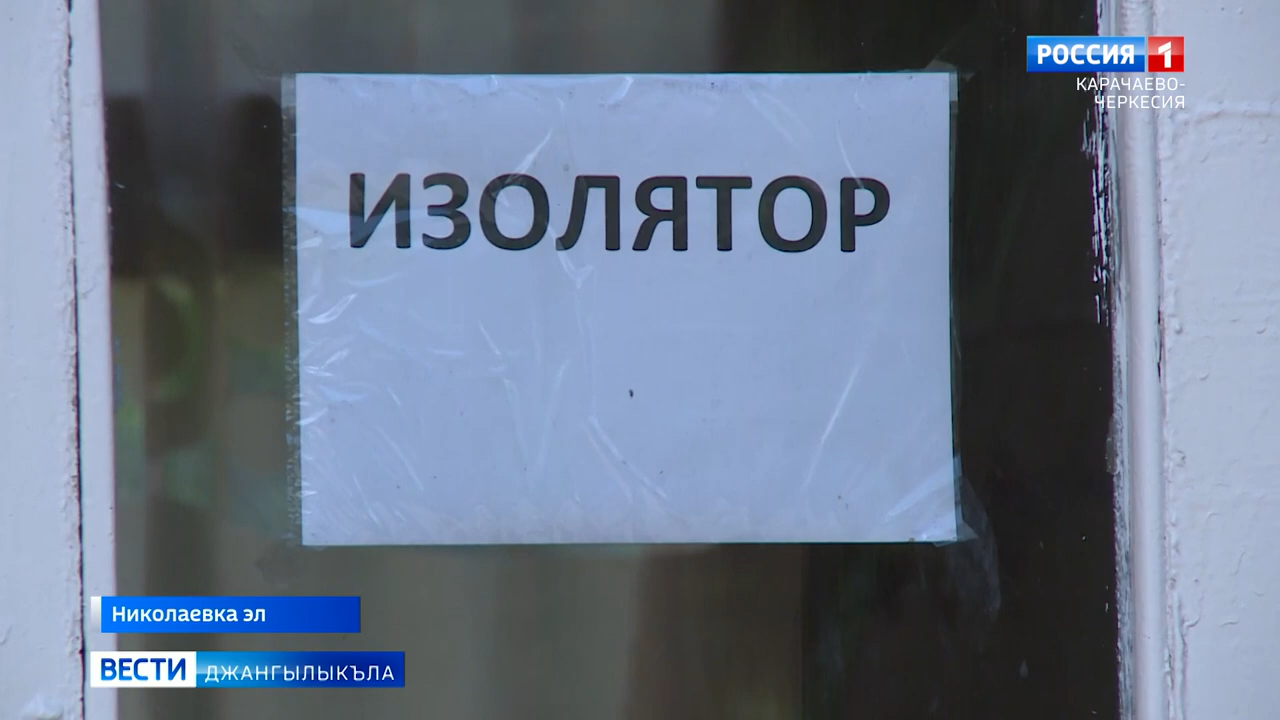 РОССИЯ 1
КАРАЧАЕВО-
ЧЕРКЕСИЯ
ИЗОЛЯТОР
Николаевка эл
ВЕСТИ ДЖАНГЫЛЫКЪЛА